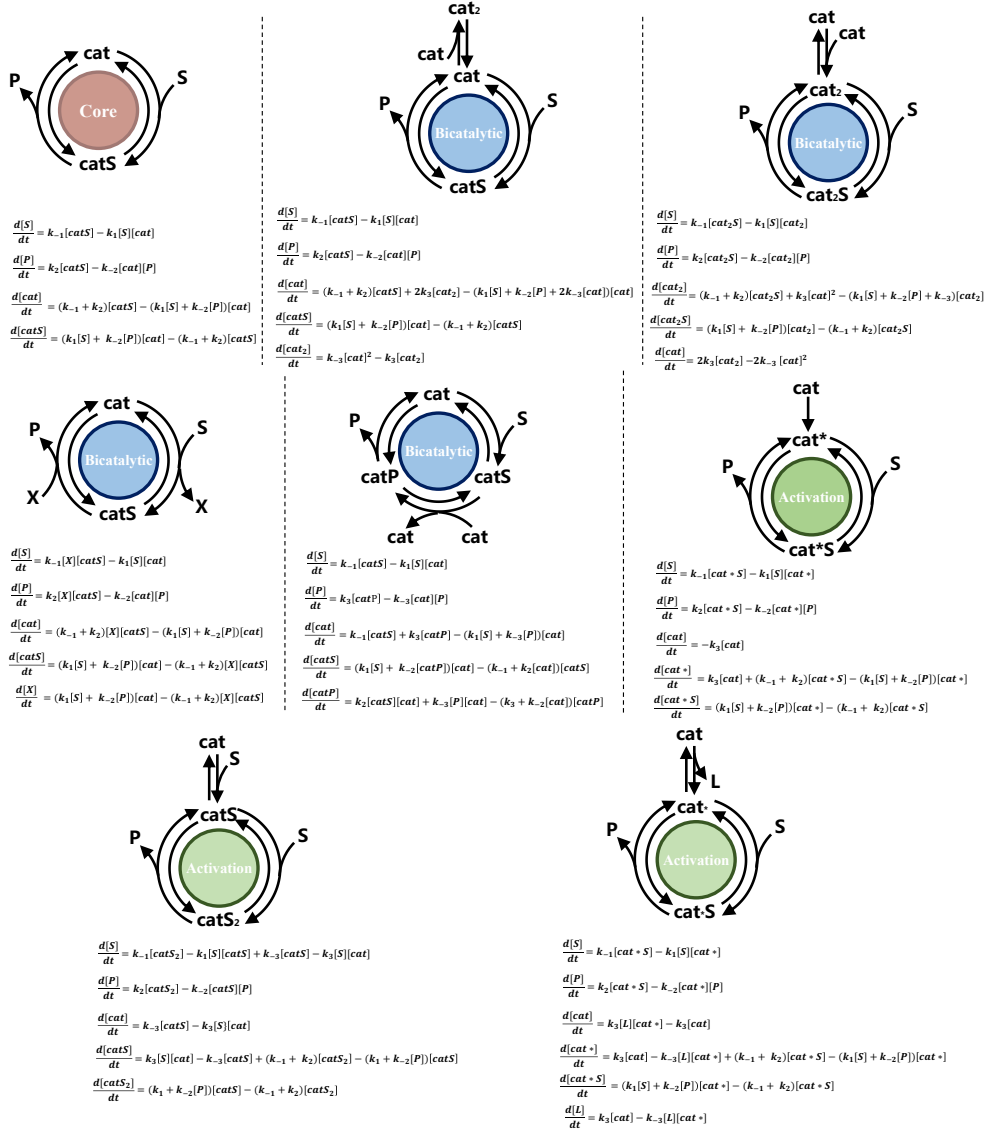 cat
P
S
Core
catS
d[S]/dt = k₋₁[catS] − k₁[S][cat]
d[P]/dt = k₂[catS] − k₋₂[cat][P]
d[cat]/dt = (k₋₁ + k₂)[catS] − (k₁[S] + k₋₂[P])[cat]
d[catS]/dt = (k₁[S] + k₋₂[P])[cat] − (k₋₁ + k₂)[catS]
cat₂
cat
cat
P
S
Bicatalytic
catS
d[S]/dt = k₋₁[catS] − k₁[S][cat]
d[P]/dt = k₂[catS] − k₋₂[cat][P]
d[cat]/dt = (k₋₁ + k₂)[catS] + 2k₃[cat₂] − (k₁[S] + k₋₂[P] + 2k₋₃[cat])[cat]
d[catS]/dt = (k₁[S] + k₋₂[P])[cat] − (k₋₁ + k₂)[catS]
d[cat₂]/dt = k₋₃[cat]² − k₃[cat₂]
cat
cat
cat₂
P
S
Bicatalytic
cat₂S
d[S]/dt = k₋₁[cat₂S] − k₁[S][cat₂]
d[P]/dt = k₂[cat₂S] − k₋₂[cat₂][P]
d[cat₂]/dt = (k₋₁ + k₂)[cat₂S] + k₃[cat]² − (k₁[S] + k₋₂[P] + k₋₃)[cat₂]
d[cat₂S]/dt = (k₁[S] + k₋₂[P])[cat₂] − (k₋₁ + k₂)[cat₂S]
d[cat]/dt = 2k₃[cat₂] − 2k₋₃ [cat]²
cat
P
S
Bicatalytic
X
X
catS
d[S]/dt = k₋₁[X][catS] − k₁[S][cat]
d[P]/dt = k₂[X][catS] − k₋₂[cat][P]
d[cat]/dt = (k₋₁ + k₂)[X][catS] − (k₁[S] + k₋₂[P])[cat]
d[catS]/dt = (k₁[S] + k₋₂[P])[cat] − (k₋₁ + k₂)[X][catS]
d[X]/dt = (k₁[S] + k₋₂[P])[cat] − (k₋₁ + k₂)[X][catS]
cat
P
S
Bicatalytic
catP
catS
cat
cat
d[S]/dt = k₋₁[catS] − k₁[S][cat]
d[P]/dt = k₃[catP] − k₋₃[cat][P]
d[cat]/dt = k₋₁[catS] + k₃[catP] − (k₁[S] + k₋₃[P])[cat]
d[catS]/dt = (k₁[S] + k₋₂[catP])[cat] − (k₋₁ + k₂[cat])[catS]
d[catP]/dt = k₂[catS][cat] + k₋₃[P][cat] − (k₃ + k₋₂[cat])[catP]
cat
cat*
P
S
Activation
cat*S
d[S]/dt = k₋₁[cat ∗ S] − k₁[S][cat ∗]
d[P]/dt = k₂[cat ∗ S] − k₋₂[cat ∗][P]
d[cat]/dt = −k₃[cat]
d[cat ∗]/dt = k₃[cat] + (k₋₁ + k₂)[cat ∗ S] − (k₁[S] + k₋₂[P])[cat ∗]
d[cat ∗ S]/dt = (k₁[S] + k₋₂[P])[cat ∗] − (k₋₁ + k₂)[cat ∗ S]
cat
S
catS
P
S
Activation
catS₂
d[S]/dt = k₋₁[catS₂] − k₁[S][catS] + k₋₃[catS] − k₃[S][cat]
d[P]/dt = k₂[catS₂] − k₋₂[catS][P]
d[cat]/dt = k₋₃[catS] − k₃[S}[cat]
d[catS]/dt = k₃[S][cat] − k₋₃[catS] + (k₋₁ + k₂)[catS₂] − (k₁ + k₋₂[P])[catS]
d[catS₂]/dt = (k₁ + k₋₂[P])[catS] − (k₋₁ + k₂)[catS₂]
cat
L
cat*
P
S
Activation
cat*S
d[S]/dt = k₋₁[cat ∗ S] − k₁[S][cat ∗]
d[P]/dt = k₂[cat ∗ S] − k₋₂[cat ∗][P]
d[cat]/dt = k₃[L][cat ∗] − k₃[cat]
d[cat ∗]/dt = k₃[cat] − k₋₃[L][cat ∗] + (k₋₁ + k₂)[cat ∗ S] − (k₁[S] + k₋₂[P])[cat ∗]
d[cat ∗ S]/dt = (k₁[S] + k₋₂[P])[cat ∗] − (k₋₁ + k₂)[cat ∗ S]
d[L]/dt = k₃[cat] − k₋₃[L][cat ∗]